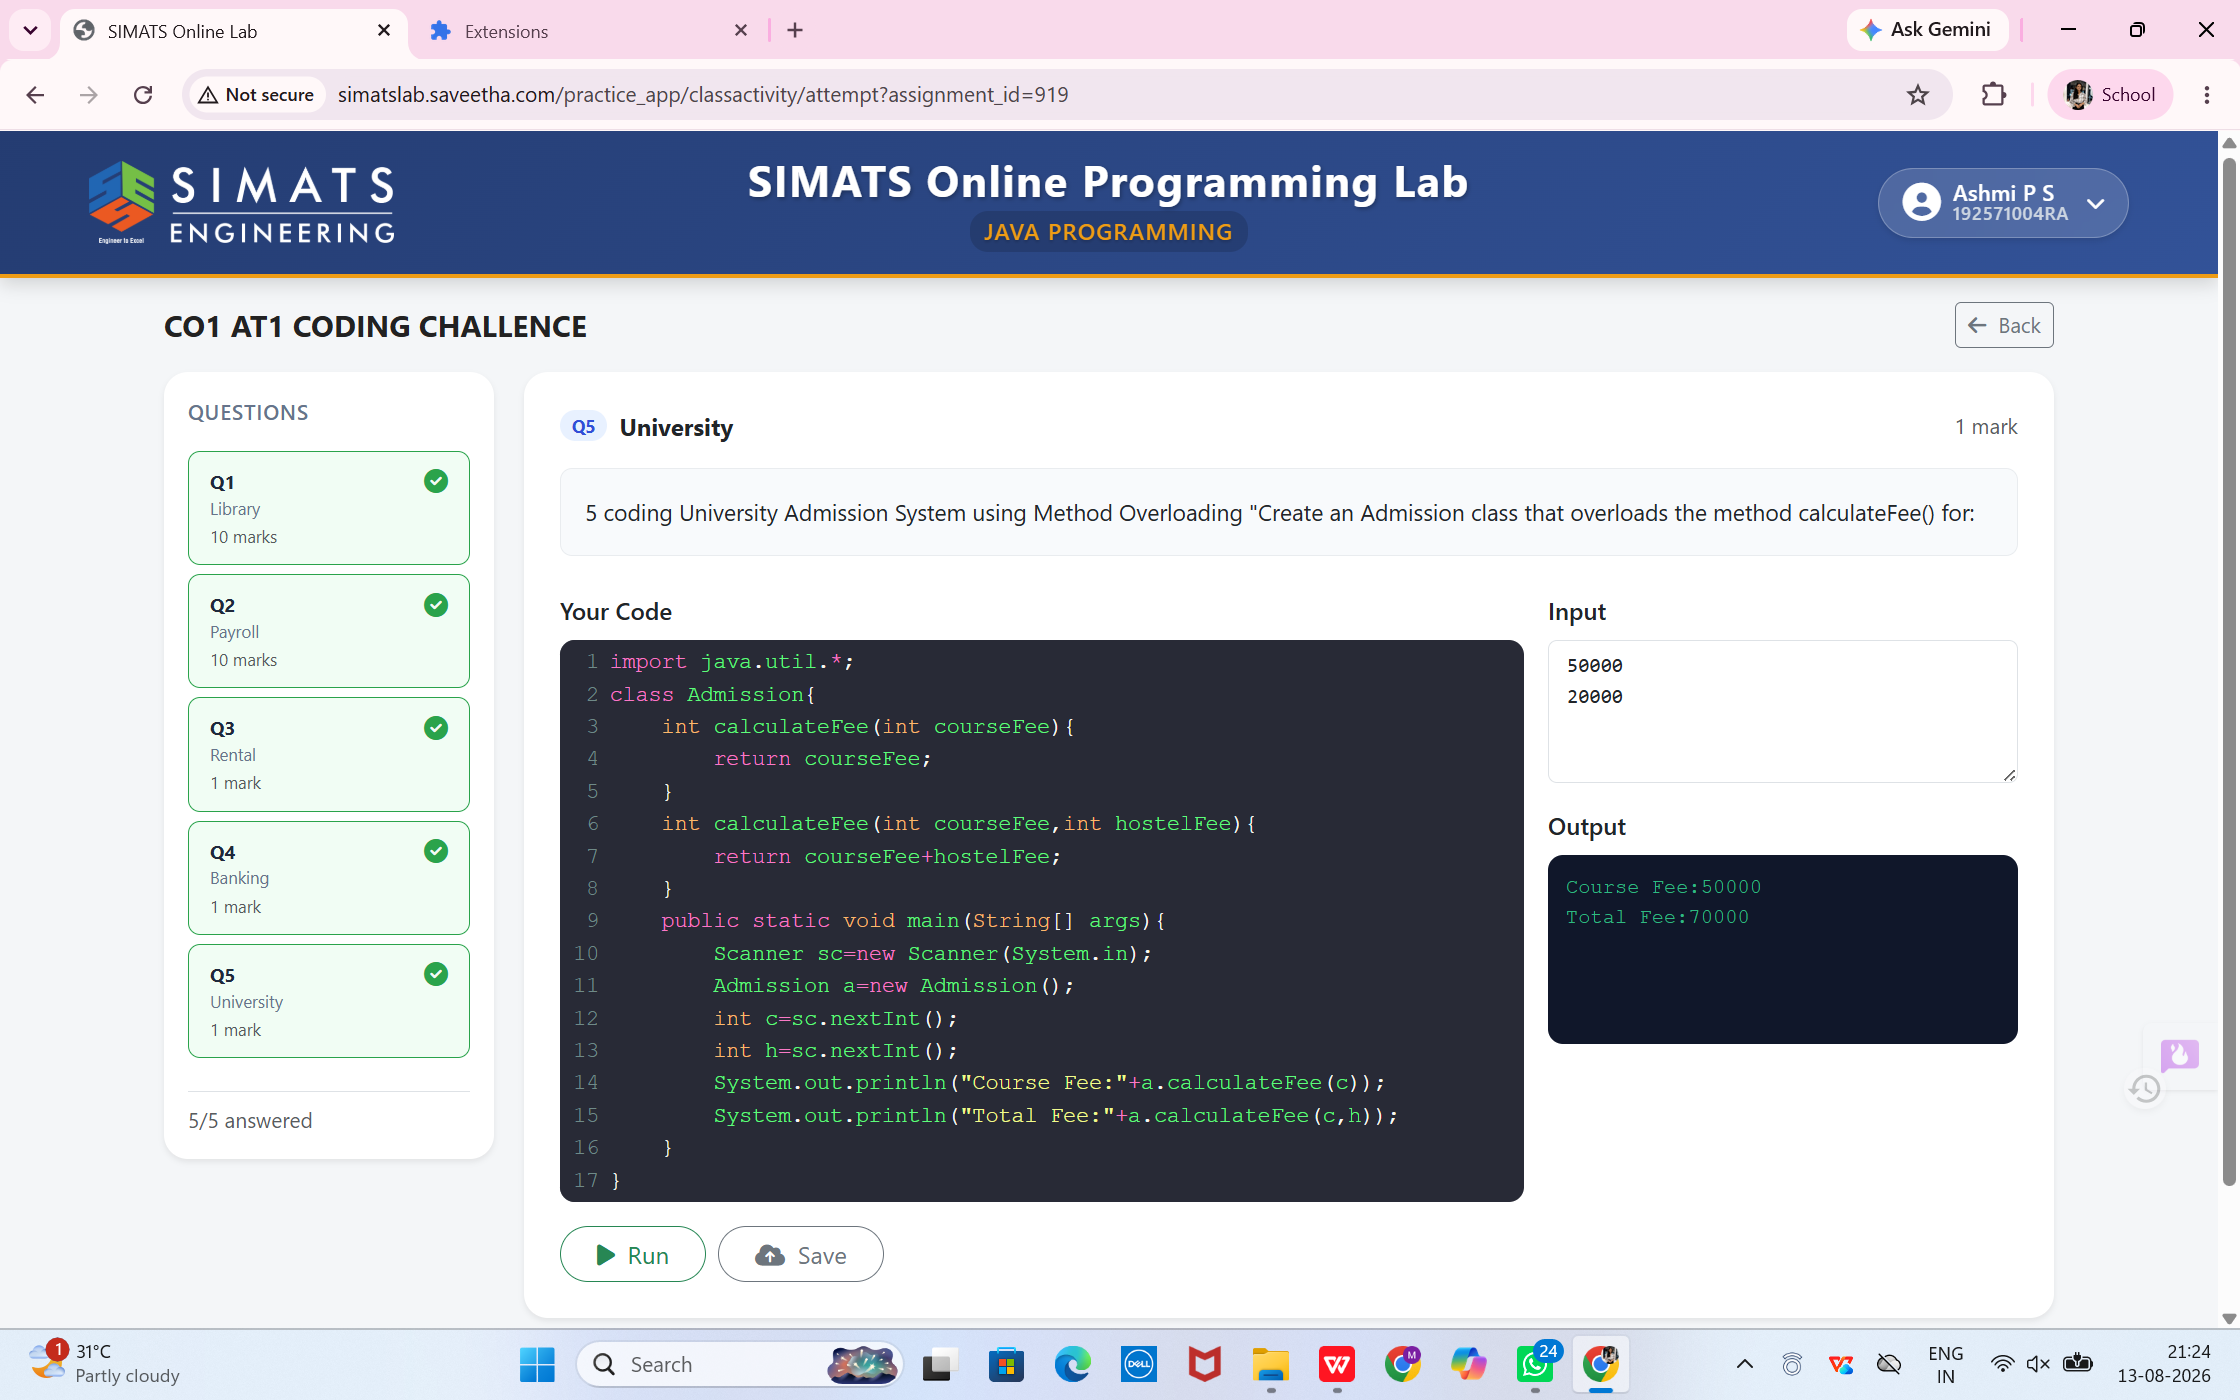 SIMATS Online Lab
Extensions
Ask Gemini
Not secure
simatslab.saveetha.com/practice_app/classactivity/attempt?assignment_id=919
School
SIMATS
ENGINEERING
Engineer to Excel
SIMATS Online Programming Lab
JAVA PROGRAMMING
Ashmi P S
192571004RA
CO1 AT1 CODING CHALLENCE
Back
QUESTIONS
Q1
Library
10 marks
Q2
Payroll
10 marks
Q3
Rental
1 mark
Q4
Banking
1 mark
Q5
University
1 mark
5/5 answered
Q5 University
1 mark
5 coding University Admission System using Method Overloading "Create an Admission class that overloads the method calculateFee() for:
Your Code
1 import java.util.*;
2 class Admission{
3     int calculateFee(int courseFee){
4         return courseFee;
5     }
6     int calculateFee(int courseFee,int hostelFee){
7         return courseFee+hostelFee;
8     }
9     public static void main(String[] args){
10         Scanner sc=new Scanner(System.in);
11         Admission a=new Admission();
12         int c=sc.nextInt();
13         int h=sc.nextInt();
14         System.out.println("Course Fee:"+a.calculateFee(c));
15         System.out.println("Total Fee:"+a.calculateFee(c,h));
16     }
17 }
Input
50000
20000
Output
Course Fee:50000
Total Fee:70000
Run
Save
1
31°C
Partly cloudy
Search
DELL
M
24
ENG
IN
21:24
13-08-2026